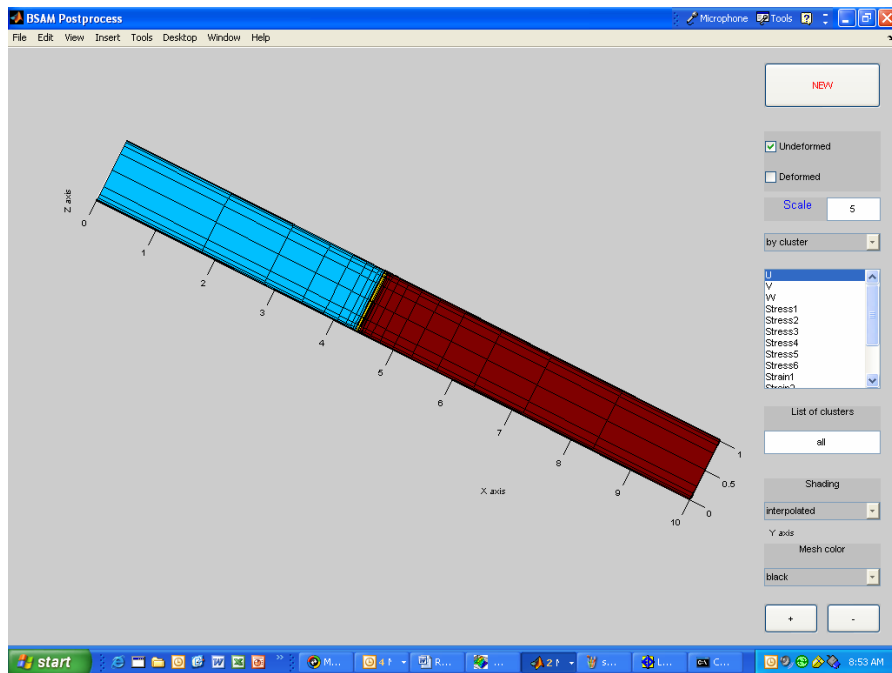 BSAM Postprocess
Microphone Tools
File Edit View Insert Tools Desktop Window Help
NEW
Undeformed
Deformed
Scale 5
by cluster
U
V
W
Stress1
Stress2
Stress3
Stress4
Stress5
Stress6
Strain1
List of clusters
all
Shading
interpolated
Y axis
Mesh color
black
+ -
Z axis
0
1
2
3
4
5
6
7
8
9
10
X axis
0
0.5
1
start
M...
4
R...
...
2
s...
L...
C...
8:53 AM